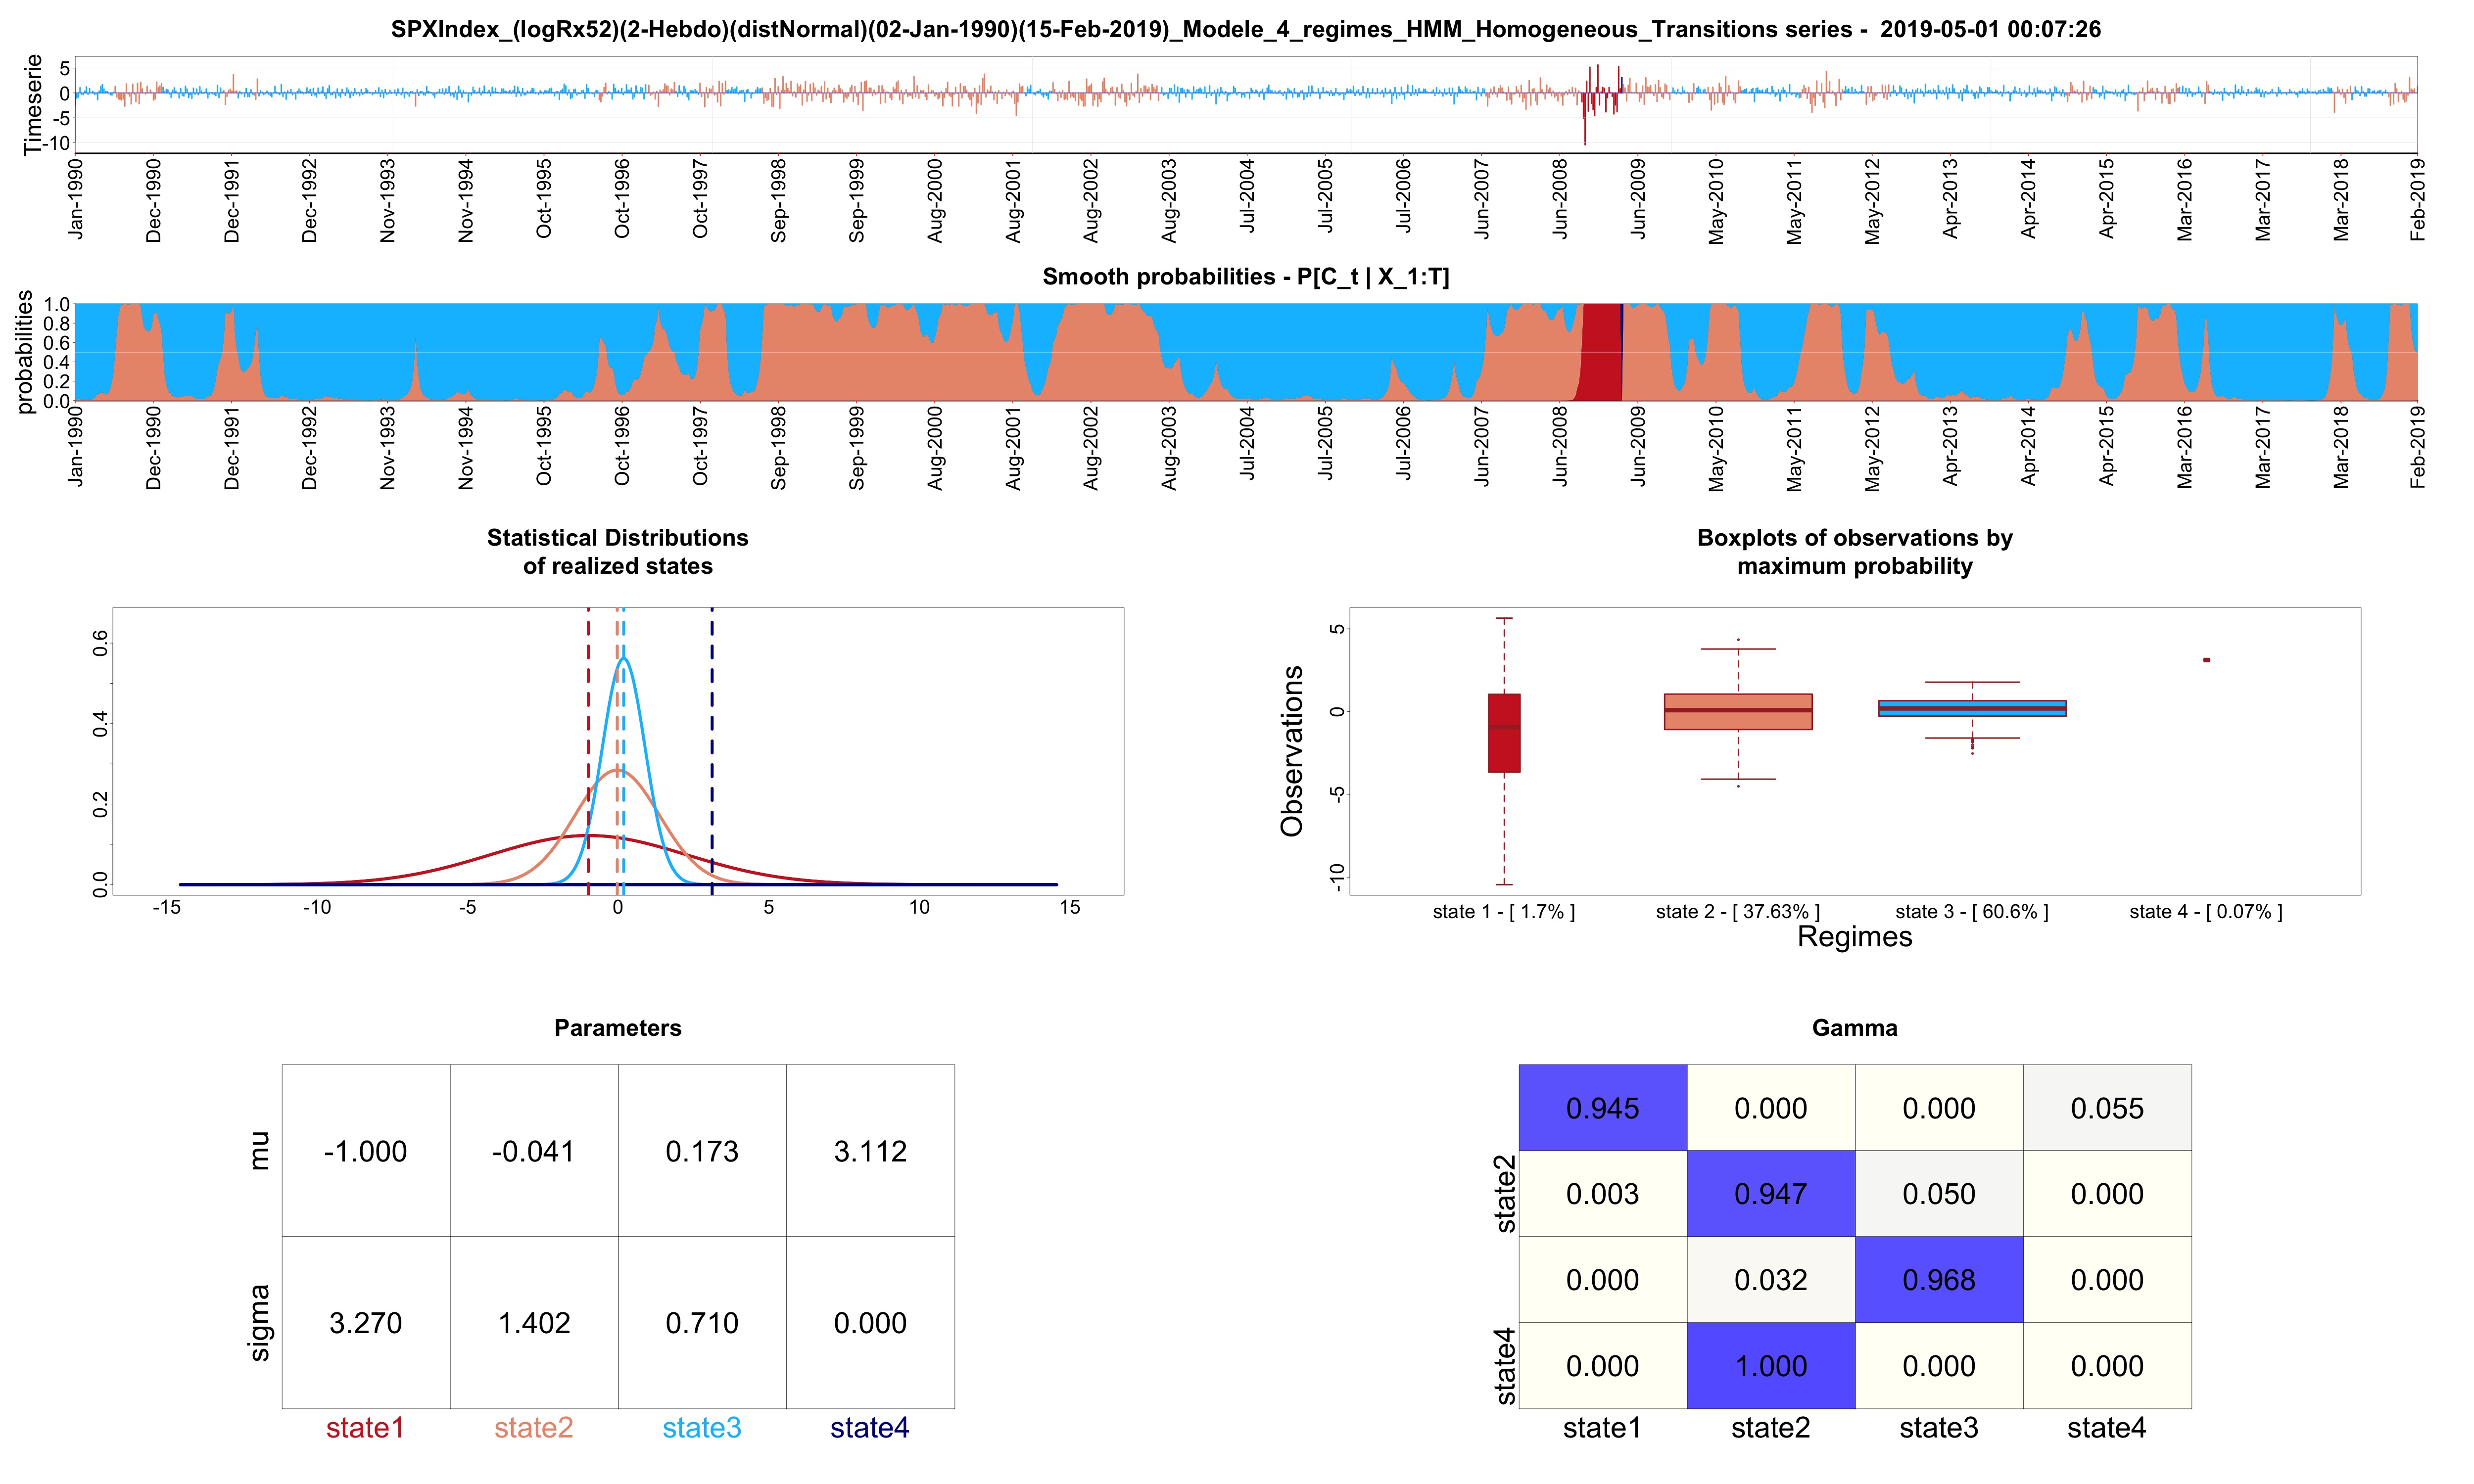 SPXIndex_(logRx52)(2-Hebdo)(distNormal)(02-Jan-1990)(15-Feb-2019)_Modele_4_regimes_HMM_Homogeneous_Transitions series - 2019-05-01 00:07:26
Timeserie
5
0
-5
-10
Jan-1990 Dec-1990 Dec-1991 Dec-1992 Nov-1993 Nov-1994 Oct-1995 Oct-1996 Oct-1997 Sep-1998 Sep-1999 Aug-2000 Aug-2001 Aug-2002 Aug-2003 Jul-2004 Jul-2005 Jul-2006 Jun-2007 Jun-2008 Jun-2009 May-2010 May-2011 May-2012 Apr-2013 Apr-2014 Apr-2015 Mar-2016 Mar-2017 Mar-2018 Feb-2019
Smooth probabilities - P[C_t | X_1:T]
probabilities
1.0
0.8
0.6
0.4
0.2
0.0
Jan-1990 Dec-1990 Dec-1991 Dec-1992 Nov-1993 Nov-1994 Oct-1995 Oct-1996 Oct-1997 Sep-1998 Sep-1999 Aug-2000 Aug-2001 Aug-2002 Aug-2003 Jul-2004 Jul-2005 Jul-2006 Jun-2007 Jun-2008 Jun-2009 May-2010 May-2011 May-2012 Apr-2013 Apr-2014 Apr-2015 Mar-2016 Mar-2017 Mar-2018 Feb-2019
Statistical Distributions
of realized states
0.6
0.4
0.2
0.0
-15 -10 -5 0 5 10 15
Boxplots of observations by
maximum probability
Observations
5
0
-5
-10
state 1 - [ 1.7% ] state 2 - [ 37.63% ] state 3 - [ 60.6% ] state 4 - [ 0.07% ]
Regimes
Parameters
mu -1.000 -0.041 0.173 3.112
sigma 3.270 1.402 0.710 0.000
state1 state2 state3 state4
Gamma
0.945 0.000 0.000 0.055
state2 0.003 0.947 0.050 0.000
0.000 0.032 0.968 0.000
state4 0.000 1.000 0.000 0.000
state1 state2 state3 state4